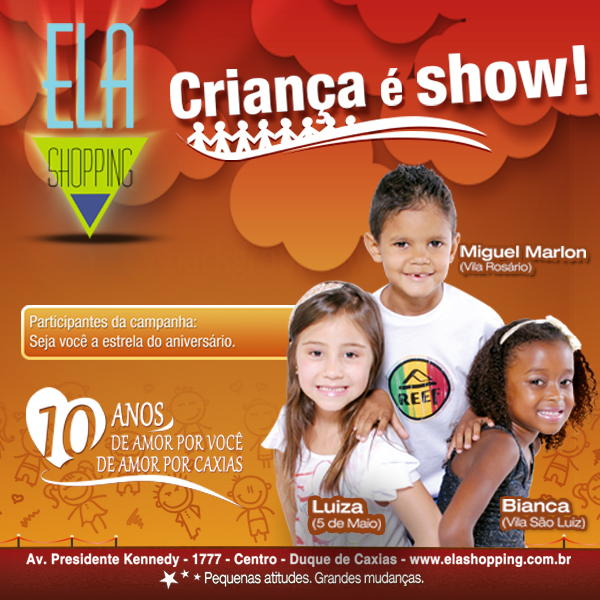 ELA
SHOPPING
Criança é show!
Miguel Marlon
(Vila Rosário)
Participantes da campanha:
Seja você a estrela do aniversário.
REEF
10 ANOS
DE AMOR POR VOCÊ
DE AMOR POR CAXIAS
Luiza
(5 de Maio)
Bianca
(Vila São Luiz)
Av. Presidente Kennedy - 1777 - Centro - Duque de Caxias - www.elashopping.com.br
Pequenas atitudes. Grandes mudanças.